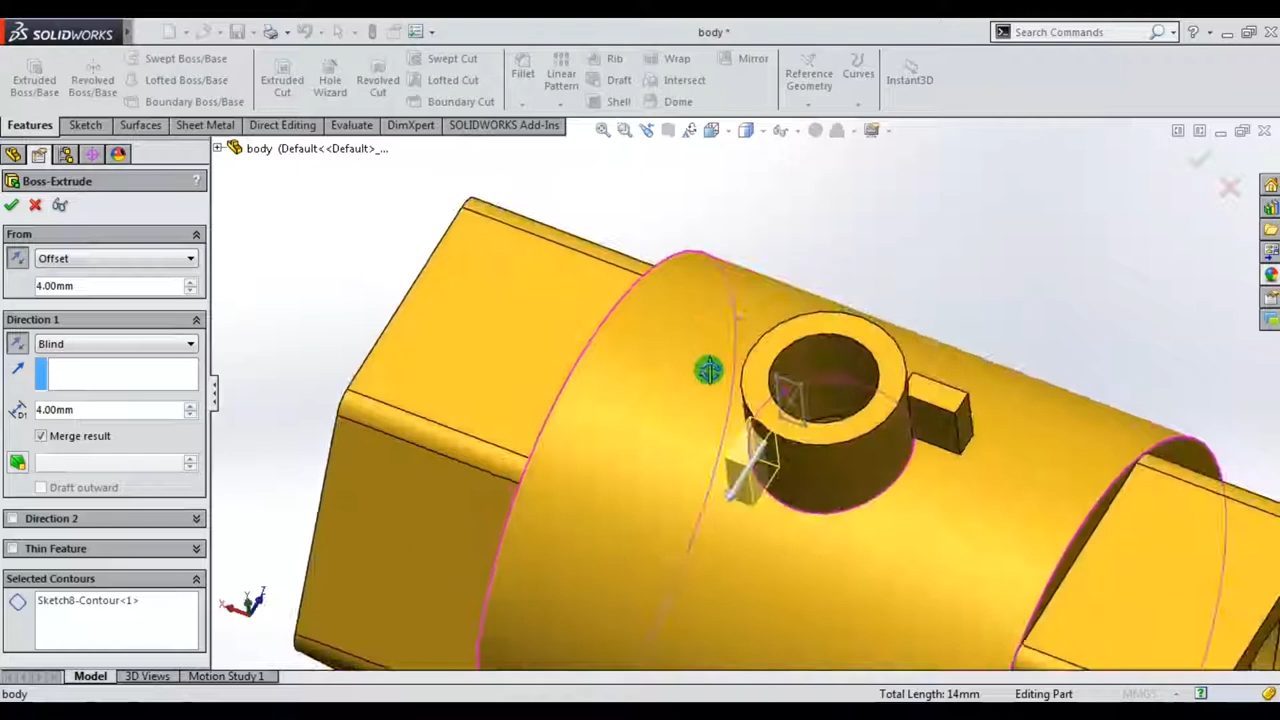 SOLIDWORKS
body *
Search Commands
Extruded Boss/Base
Revolved Boss/Base
Swept Boss/Base
Lofted Boss/Base
Boundary Boss/Base
Extruded Cut
Hole Wizard
Revolved Cut
Swept Cut
Lofted Cut
Boundary Cut
Fillet
Linear Pattern
Rib
Draft
Shell
Wrap
Intersect
Dome
Mirror
Reference Geometry
Curves
Instant3D
Features Sketch Surfaces Sheet Metal Direct Editing Evaluate DimXpert SOLIDWORKS Add-Ins
body (Default<<Default>_...
Boss-Extrude ?
From
Offset
4.00mm
Direction 1
Blind
D1
4.00mm
Merge result
Draft outward
Direction 2
Thin Feature
Selected Contours
Sketch8-Contour<1>
X Y Z
Model 3D Views Motion Study 1
body Total Length: 14mm Editing Part MMGS ?